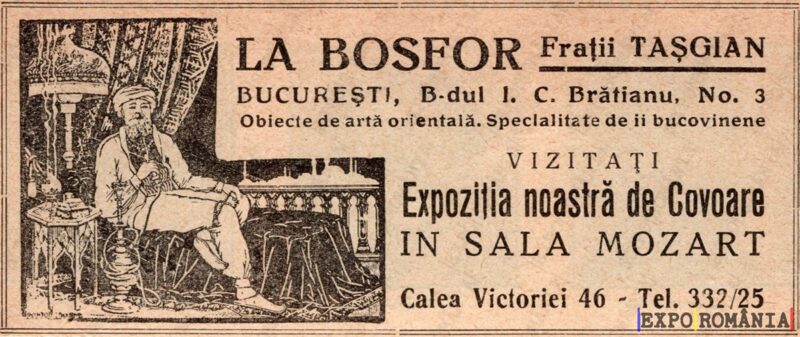 LA BOSFOR Frații TAȘGIAN
BUCUREȘTI, B-dul I. C. Brătianu, No. 3
Obiecte de artă orientală. Specialitate de ii bucovinene
VIZITAȚI
Expoziția noastră de Covoare
IN SALA MOZART
Calea Victoriei 46 - Tel. 332/25
EXPO ROMÂNIA